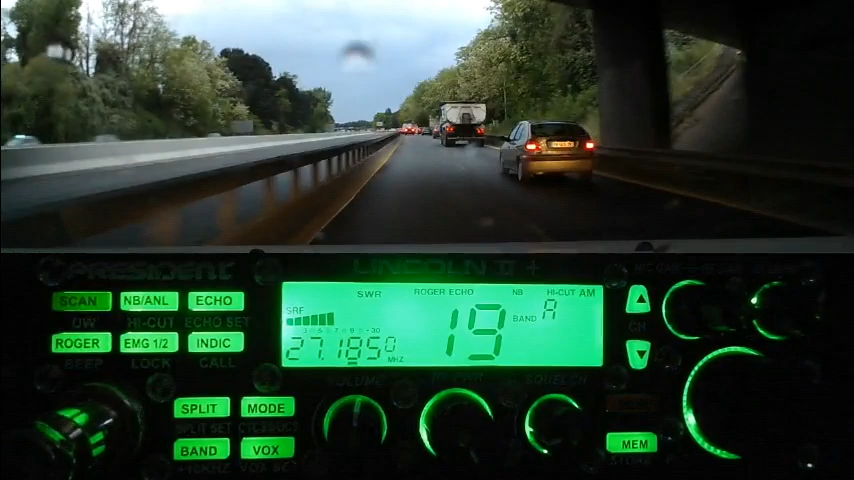 PRESIDENT
LINCOLN II +
SCAN NB/ANL ECHO
DW HI-CUT ECHO SET
ROGER EMG 1/2 INDIC
BEEP LOCK CALL
SWR ROGER ECHO NB HI-CUT AM
SRF
19 BAND A
27.1850 MHZ
CH
VOLUME SQUELCH
SPLIT MODE
SPLIT SET
BAND VOX
+10KHZ VOX SET
MEM
STORE